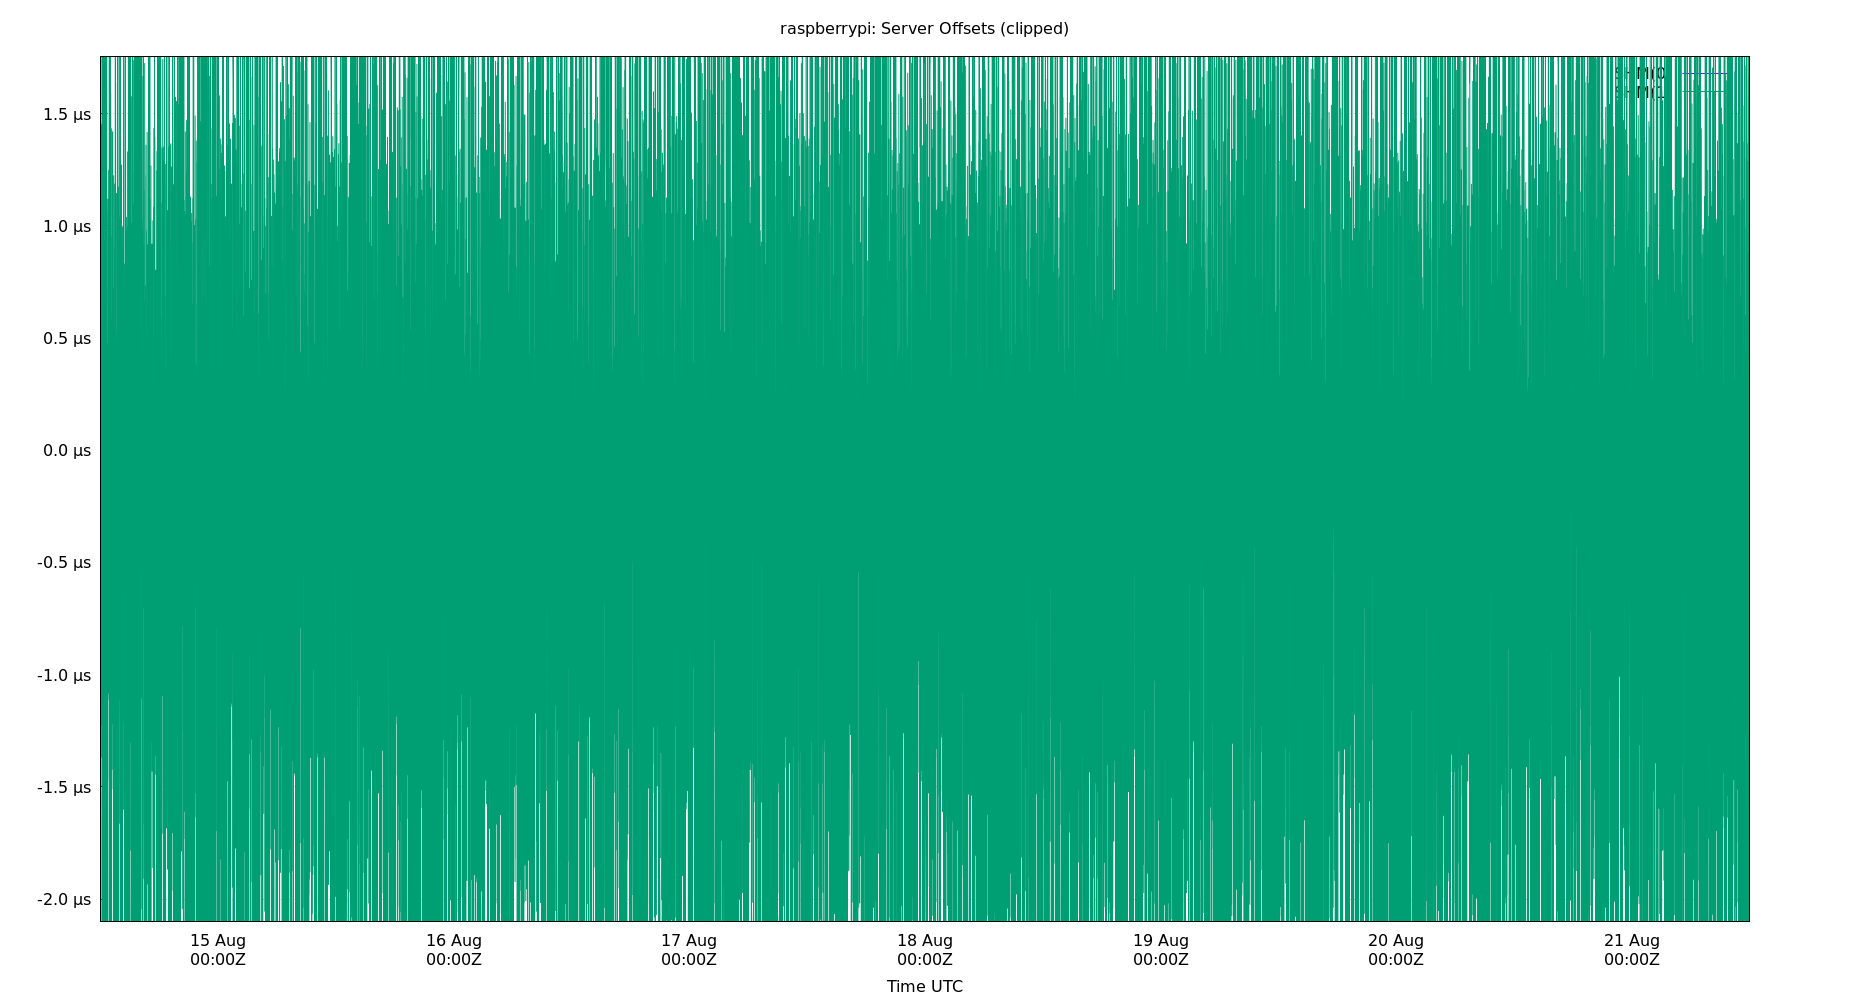 raspberrypi: Server Offsets (clipped)
1.5 µs
1.0 µs
0.5 µs
0.0 µs
-0.5 µs
-1.0 µs
-1.5 µs
-2.0 µs
15 Aug 16 Aug 17 Aug 18 Aug 19 Aug 20 Aug 21 Aug
00:00Z 00:00Z 00:00Z 00:00Z 00:00Z 00:00Z 00:00Z
Time UTC